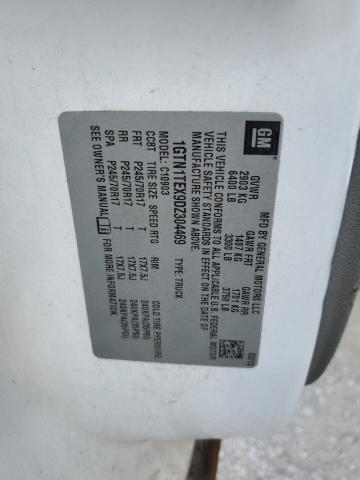 GM
MFD BY GENERAL MOTORS LLC
GVWR GAWR FRT GAWR RR
2903 KG 1497 KG 1701 KG
6400 LB 3300 LB 3750 LB
THIS VEHICLE CONFORMS TO ALL APPLICABLE U.S. FEDERAL MOTOR
VEHICLE SAFETY STANDARDS IN EFFECT ON THE DATE OF
MANUFACTURE SHOWN ABOVE.
1GTN11EX9DZ304469 TYPE: TRUCK
MODEL: C10903
CC8T TIRE SIZE SPEED RTG RIM COLD TIRE PRESSURE
FRT P245/70R17 T 17X7.5J 240KPA(35PSI)
RR P245/70R17 T 17X7.5J 240KPA(35PSI)
SPA P245/70R17 T 17X7.5J 240KPA(35PSI)
SEE OWNER'S MANUAL FOR MORE INFORMATION.